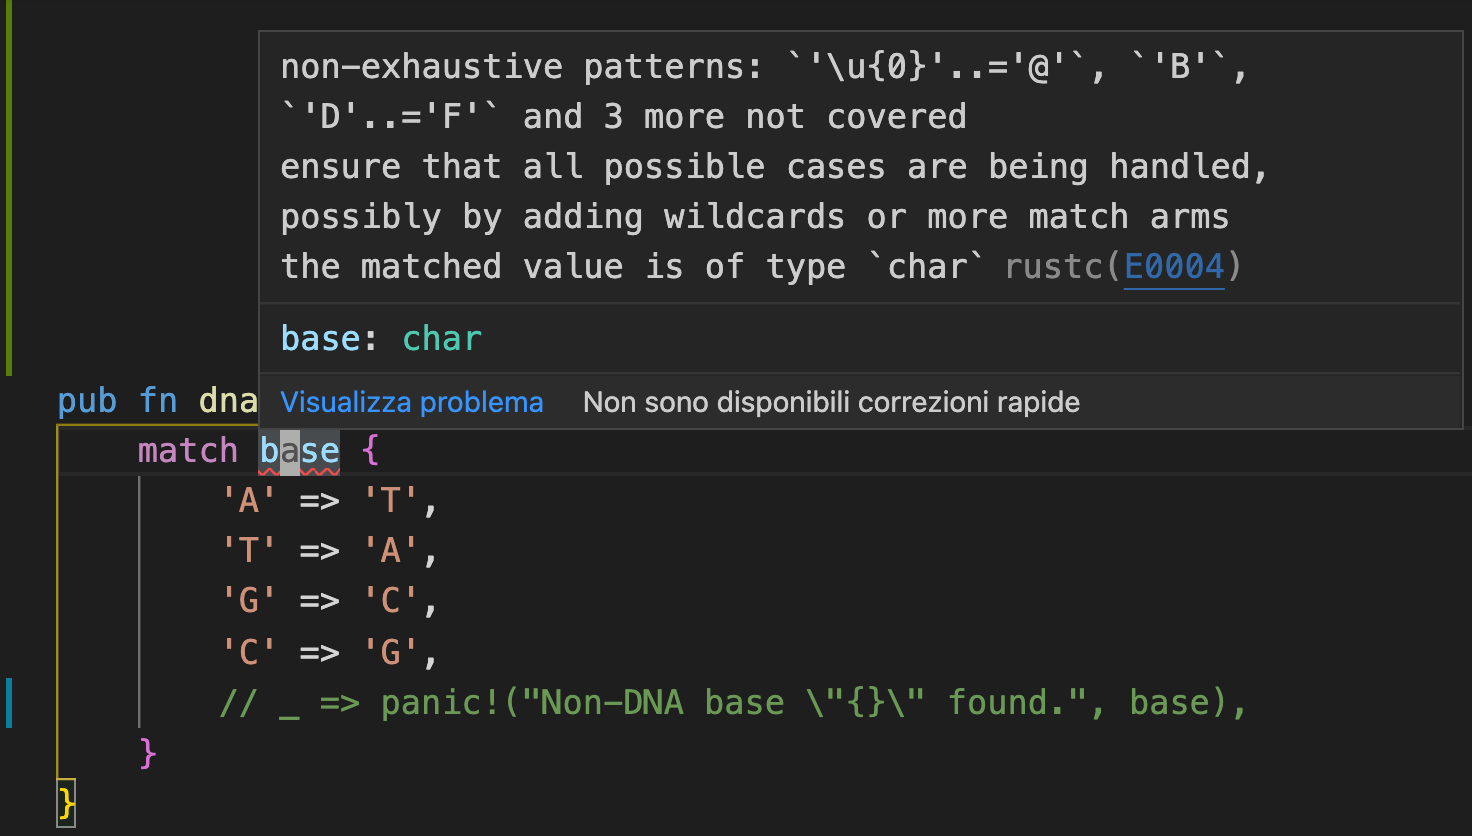 non-exhaustive patterns: `'\u{0}'..='@'`, `'B'`,
`'D'..='F'` and 3 more not covered
ensure that all possible cases are being handled,
possibly by adding wildcards or more match arms
the matched value is of type `char` rustc(E0004)
base: char
Visualizza problema Non sono disponibili correzioni rapide
pub fn dna
match base {
'A' => 'T',
'T' => 'A',
'G' => 'C',
'C' => 'G',
// _ => panic!("Non-DNA base \"{}\" found.", base),
}
}